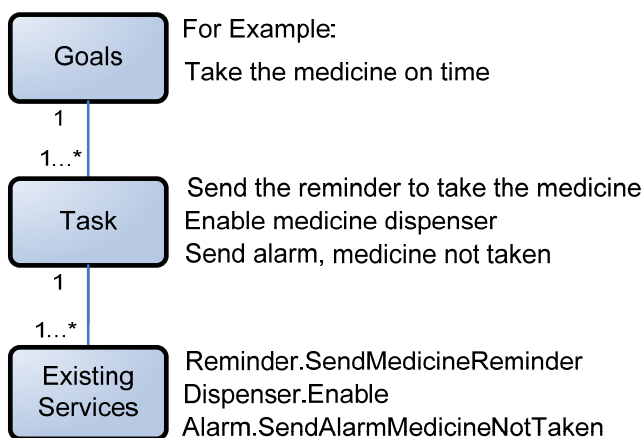 For Example:
Goals
Take the medicine on time
1
1...*
Send the reminder to take the medicine
Task
Enable medicine dispenser
Send alarm, medicine not taken
1
1...*
Existing
Services
Reminder.SendMedicineReminder
Dispenser.Enable
Alarm.SendAlarmMedicineNotTaken